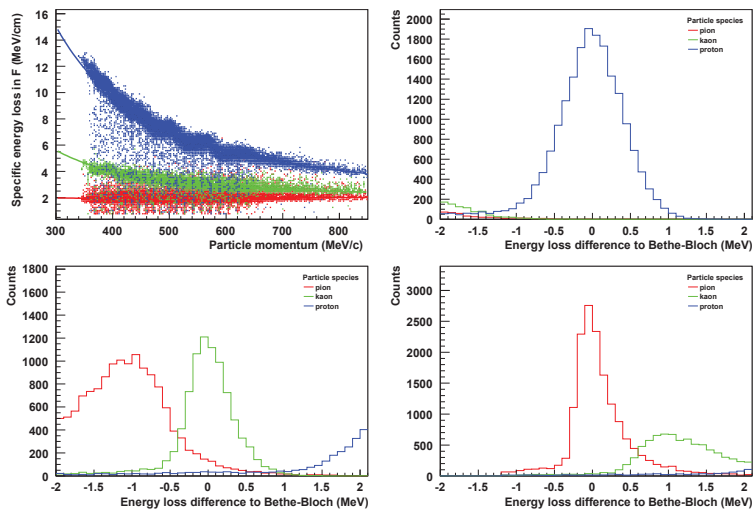 Specific energy loss in F (MeV/cm)
16
14
12
10
8
6
4
2
300 400 500 600 700 800
Particle momentum (MeV/c)
Particle species
pion
kaon
proton
Counts
2000
1800
1600
1400
1200
1000
800
600
400
200
0
-2 -1.5 -1 -0.5 0 0.5 1 1.5 2
Energy loss difference to Bethe-Bloch (MeV)
Particle species
pion
kaon
proton
Counts
1800
1600
1400
1200
1000
800
600
400
200
0
-2 -1.5 -1 -0.5 0 0.5 1 1.5 2
Energy loss difference to Bethe-Bloch (MeV)
Particle species
pion
kaon
proton
Counts
3000
2500
2000
1500
1000
500
0
-2 -1.5 -1 -0.5 0 0.5 1 1.5 2
Energy loss difference to Bethe-Bloch (MeV)
Particle species
pion
kaon
proton